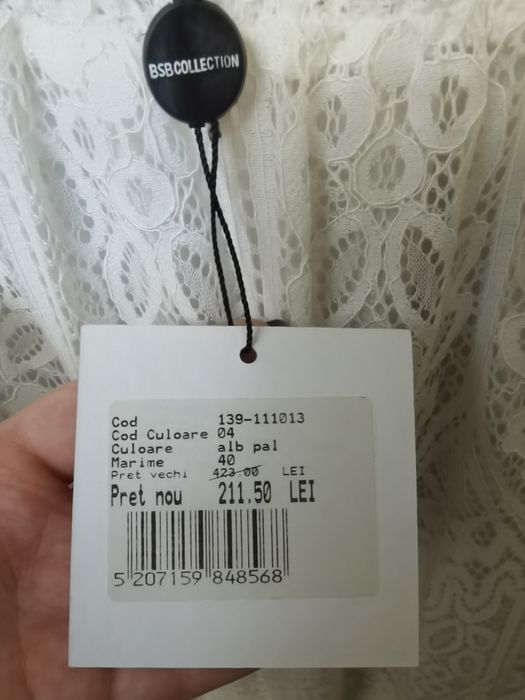 BSBCOLLECTION
Cod 139-111013
Cod Culoare 04
Culoare alb pal
Marime 40
Pret vechi 423.00 LEI
Pret nou 211.50 LEI
5 207159 848568